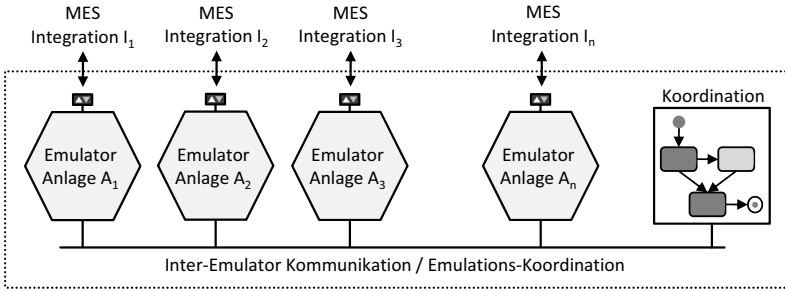 MES
Integration I1
MES
Integration I2
MES
Integration I3
MES
Integration In
Koordination
Emulator
Anlage A1
Emulator
Anlage A2
Emulator
Anlage A3
Emulator
Anlage An
Inter-Emulator Kommunikation / Emulations-Koordination